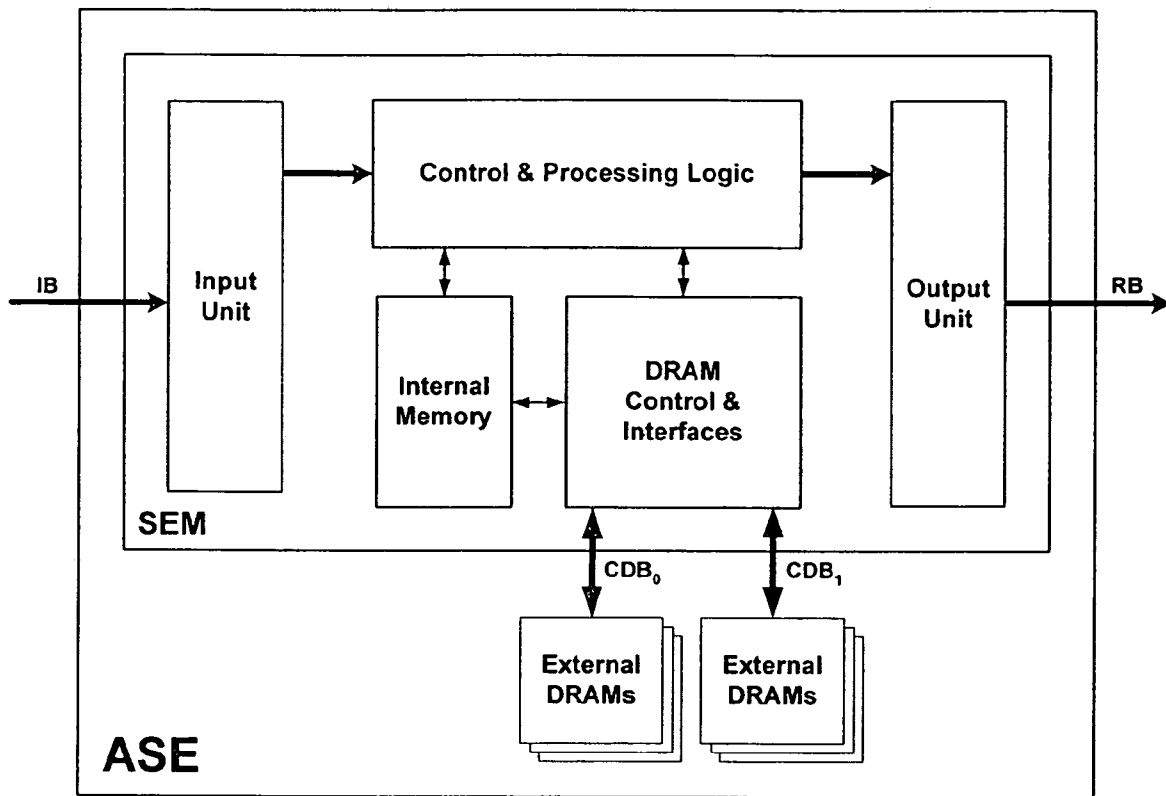 Control & Processing Logic
IB
Input
Unit
Output
Unit
RB
Internal
Memory
DRAM
Control &
Interfaces
SEM
CDB₀
CDB₁
External
DRAMs
External
DRAMs
ASE